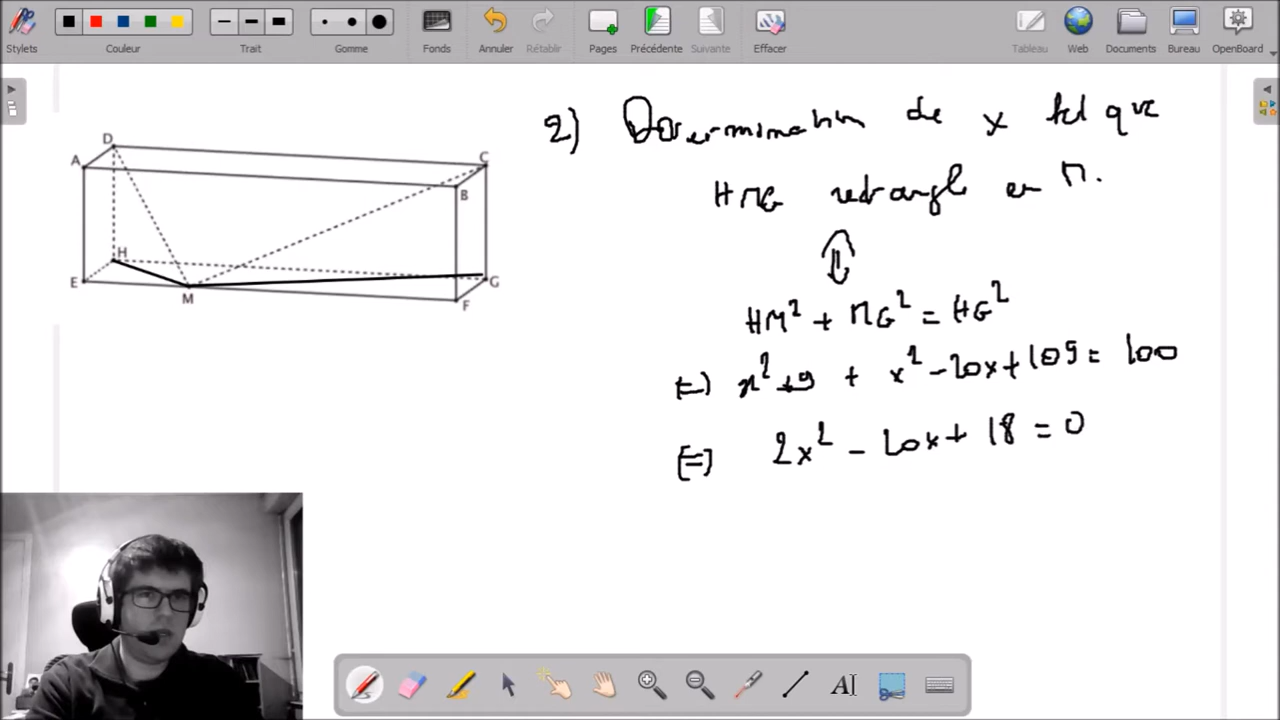 Stylets Couleur Trait Gomme Fonds Annuler Rétablir Pages Précédente Suivante Effacer Tableau Web Documents Bureau OpenBoard
2) Détermination de x tel que
HMG rectangle en M.
HM² + MG² = HG²
(=) x² + 9 + x² - 20x + 109 = 100
(=) 2x² - 20x + 18 = 0
D
A
C
B
H
E
M
G
F
AI